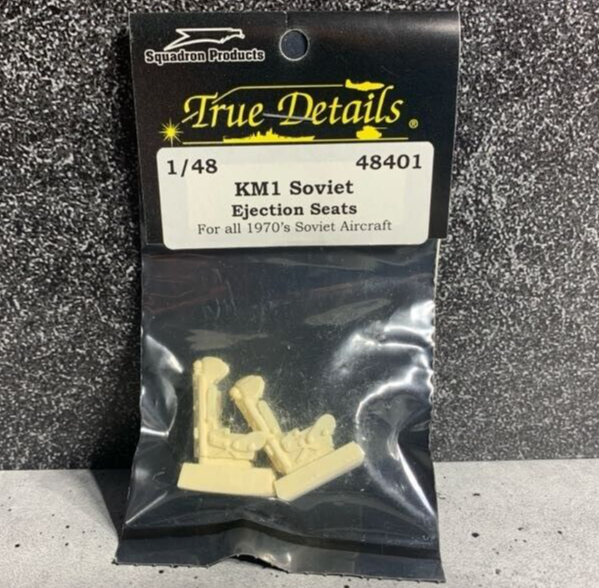 Squadron Products
True Details®
1/48 48401
KM1 Soviet
Ejection Seats
For all 1970's Soviet Aircraft